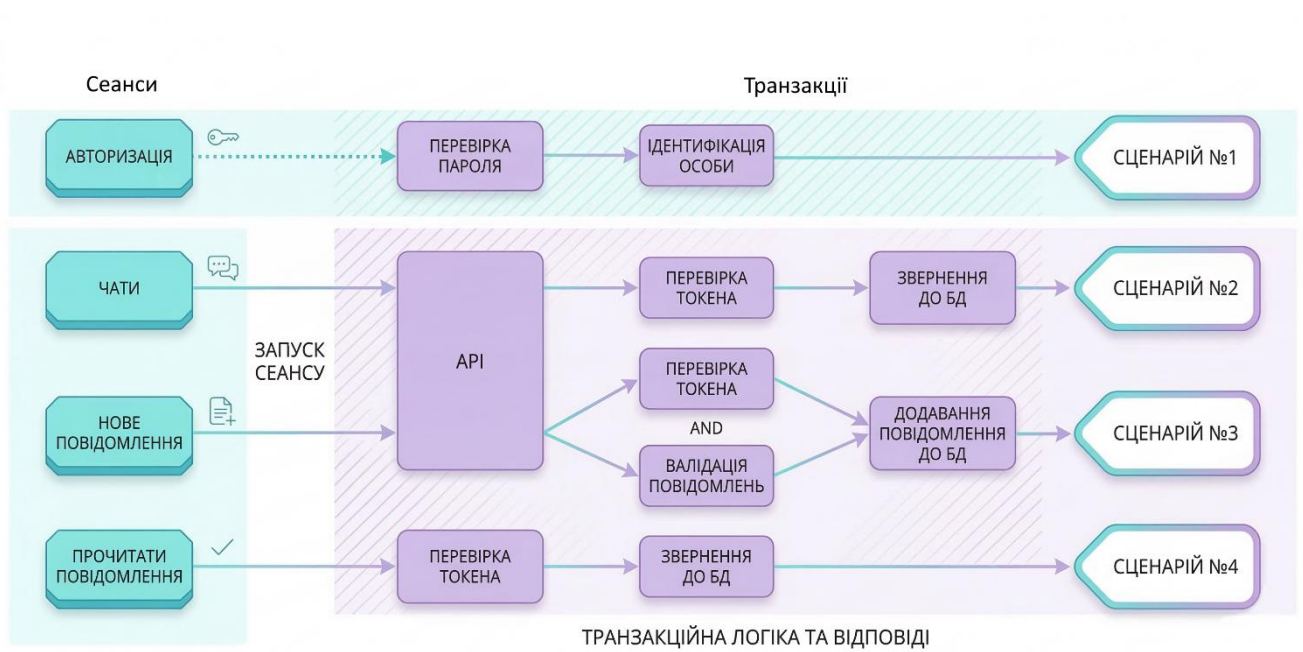 Сеанси
Транзакції
АВТОРИЗАЦІЯ
ПЕРЕВІРКА
ПАРОЛЯ
ІДЕНТИФІКАЦІЯ
ОСОБИ
СЦЕНАРІЙ №1
ЧАТИ
API
ПЕРЕВІРКА
ТОКЕНА
ЗВЕРНЕННЯ
ДО БД
СЦЕНАРІЙ №2
ЗАПУСК
СЕАНСУ
НОВЕ
ПОВІДОМЛЕННЯ
ПЕРЕВІРКА
ТОКЕНА
AND
ВАЛІДАЦІЯ
ПОВІДОМЛЕНЬ
ДОДАВАННЯ
ПОВІДОМЛЕННЯ
ДО БД
СЦЕНАРІЙ №3
ПРОЧИТАТИ
ПОВІДОМЛЕННЯ
ПЕРЕВІРКА
ТОКЕНА
ЗВЕРНЕННЯ
ДО БД
СЦЕНАРІЙ №4
ТРАНЗАКЦІЙНА ЛОГІКА ТА ВІДПОВІДІ